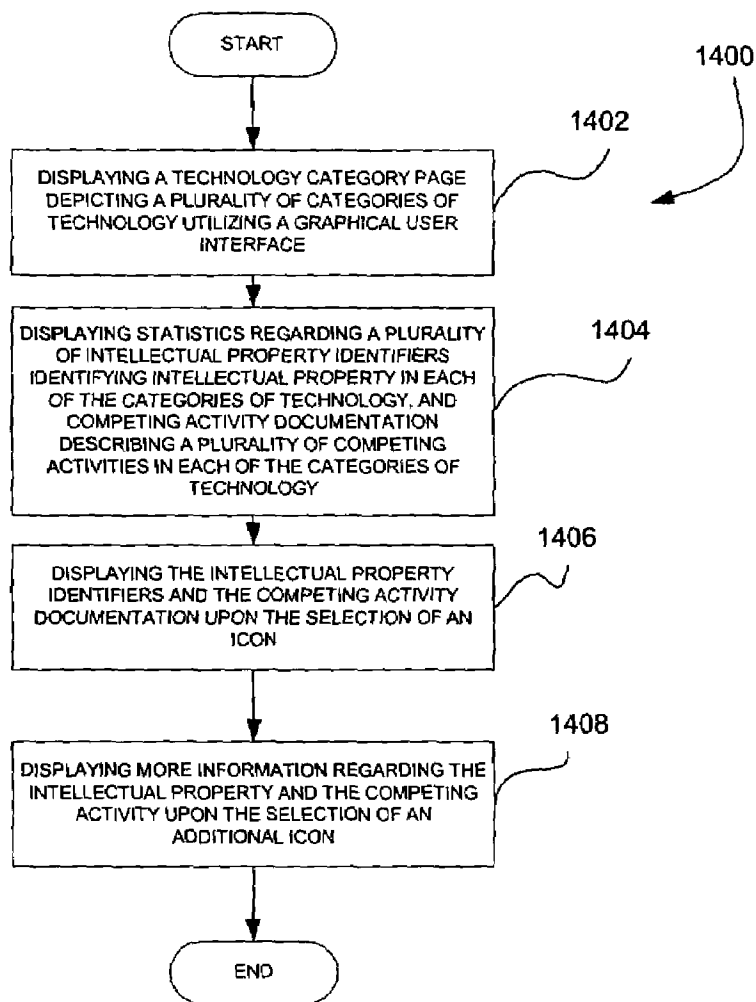 START
1400
1402
DISPLAYING A TECHNOLOGY CATEGORY PAGE
DEPICTING A PLURALITY OF CATEGORIES OF
TECHNOLOGY UTILIZING A GRAPHICAL USER
INTERFACE
1404
DISPLAYING STATISTICS REGARDING A PLURALITY
OF INTELLECTUAL PROPERTY IDENTIFIERS
IDENTIFYING INTELLECTUAL PROPERTY IN EACH
OF THE CATEGORIES OF TECHNOLOGY, AND
COMPETING ACTIVITY DOCUMENTATION
DESCRIBING A PLURALITY OF COMPETING
ACTIVITIES IN EACH OF THE CATEGORIES OF
TECHNOLOGY
1406
DISPLAYING THE INTELLECTUAL PROPERTY
IDENTIFIERS AND THE COMPETING ACTIVITY
DOCUMENTATION UPON THE SELECTION OF AN
ICON
1408
DISPLAYING MORE INFORMATION REGARDING THE
INTELLECTUAL PROPERTY AND THE COMPETING
ACTIVITY UPON THE SELECTION OF AN
ADDITIONAL ICON
END